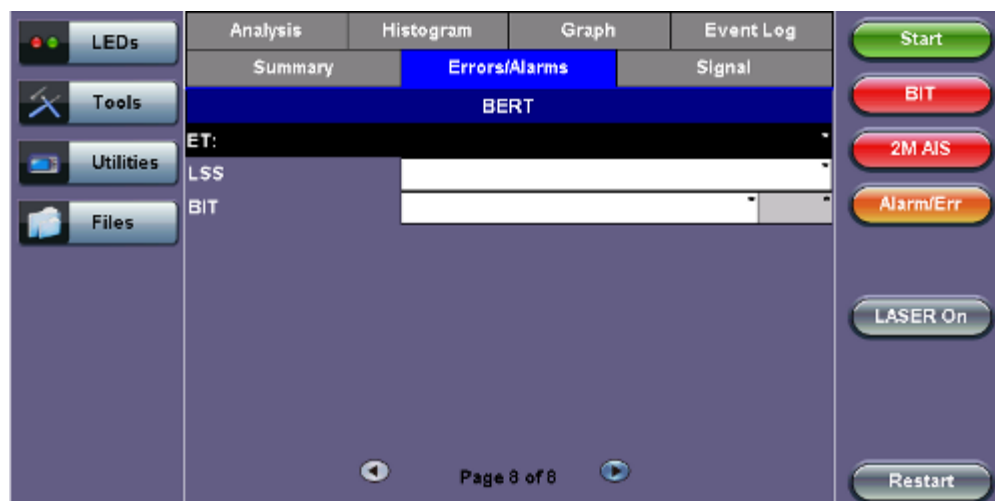 LEDs
Tools
Utilities
Files
Analysis Histogram Graph Event Log
Summary Errors/Alarms Signal
BERT
ET:
LSS
BIT
Page 8 of 8
Start
BIT
2M AIS
Alarm/Err
LASER On
Restart